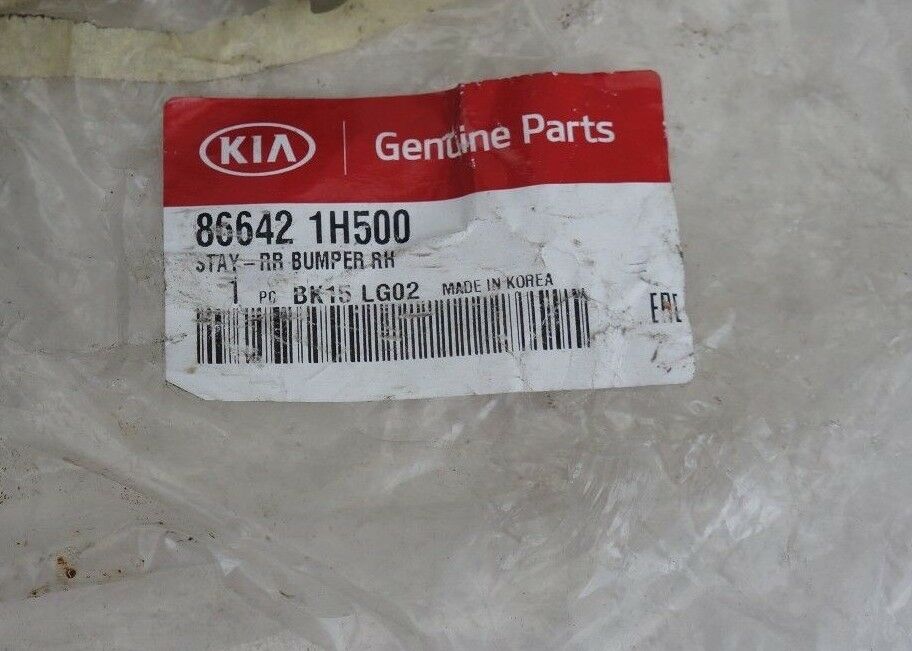 KIA Genuine Parts
86642 1H500
STAY-RR BUMPER RH
1 PC BK15 LG02 MADE IN KOREA
EAC